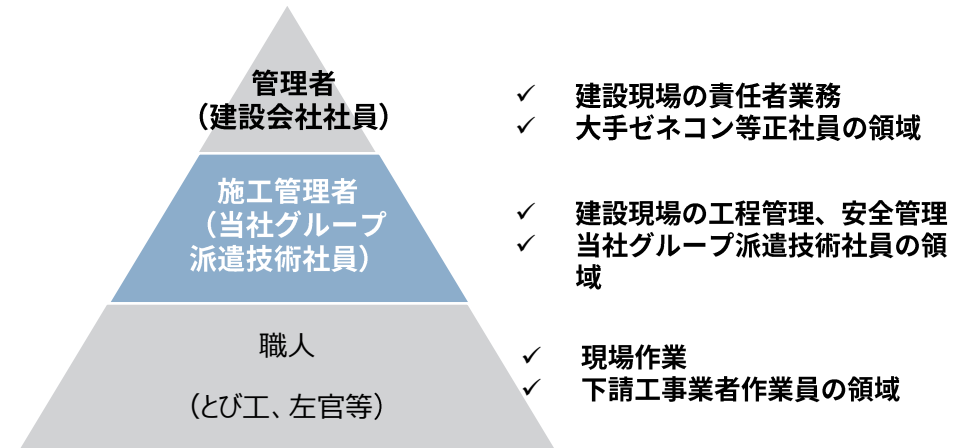 管理者
（建設会社社員）
✓ 建設現場の責任者業務
✓ 大手ゼネコン等正社員の領域
施工管理者
（当社グループ
派遣技術社員）
✓ 建設現場の工程管理、安全管理
✓ 当社グループ派遣技術社員の領
域
職人
（とび工、左官等）
✓ 現場作業
✓ 下請工事業者作業員の領域